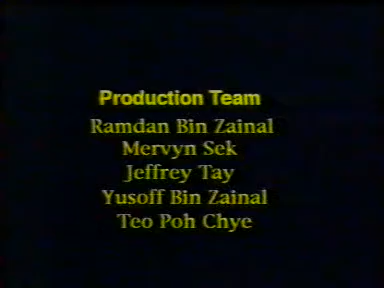 Production Team
Ramdan Bin Zainal
Mervyn Sek
Jeffrey Tay
Yusoff Bin Zainal
Teo Poh Chye